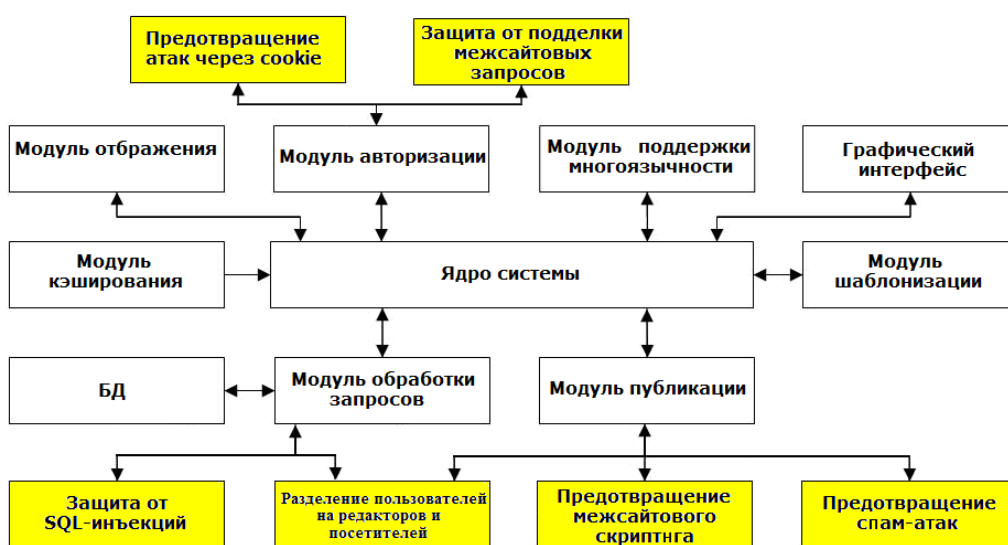 Предотвращение
атак через cookie
Защита от подделки
межсайтовых
запросов
Модуль отбражения
Модуль авторизации
Модуль поддержки
многоязычности
Графический
интерфейс
Модуль
кэширования
Ядро системы
Модуль
шаблонизации
БД
Модуль обработки
запросов
Модуль публикации
Защита от
SQL-инъекций
Разделение пользователей
на редакторов и
посетителей
Предотвращение
межсайтового
скриптнга
Предотвращение
спам-атак